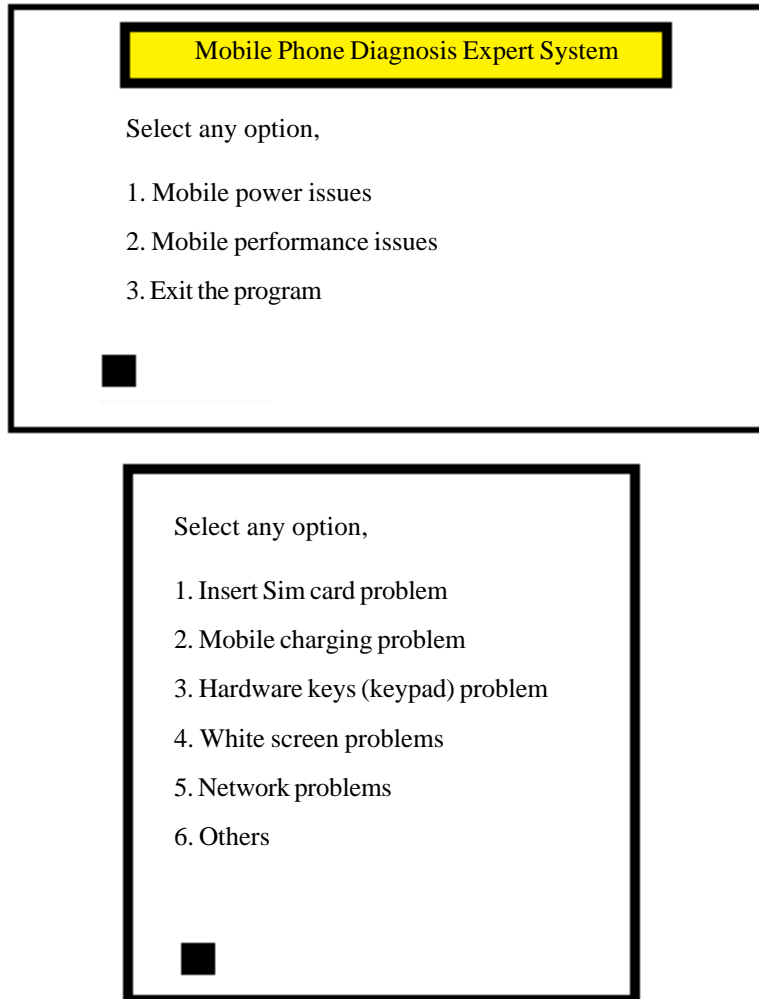 Mobile Phone Diagnosis Expert System
Select any option,
1. Mobile power issues
2. Mobile performance issues
3. Exit the program
Select any option,
1. Insert Sim card problem
2. Mobile charging problem
3. Hardware keys (keypad) problem
4. White screen problems
5. Network problems
6. Others